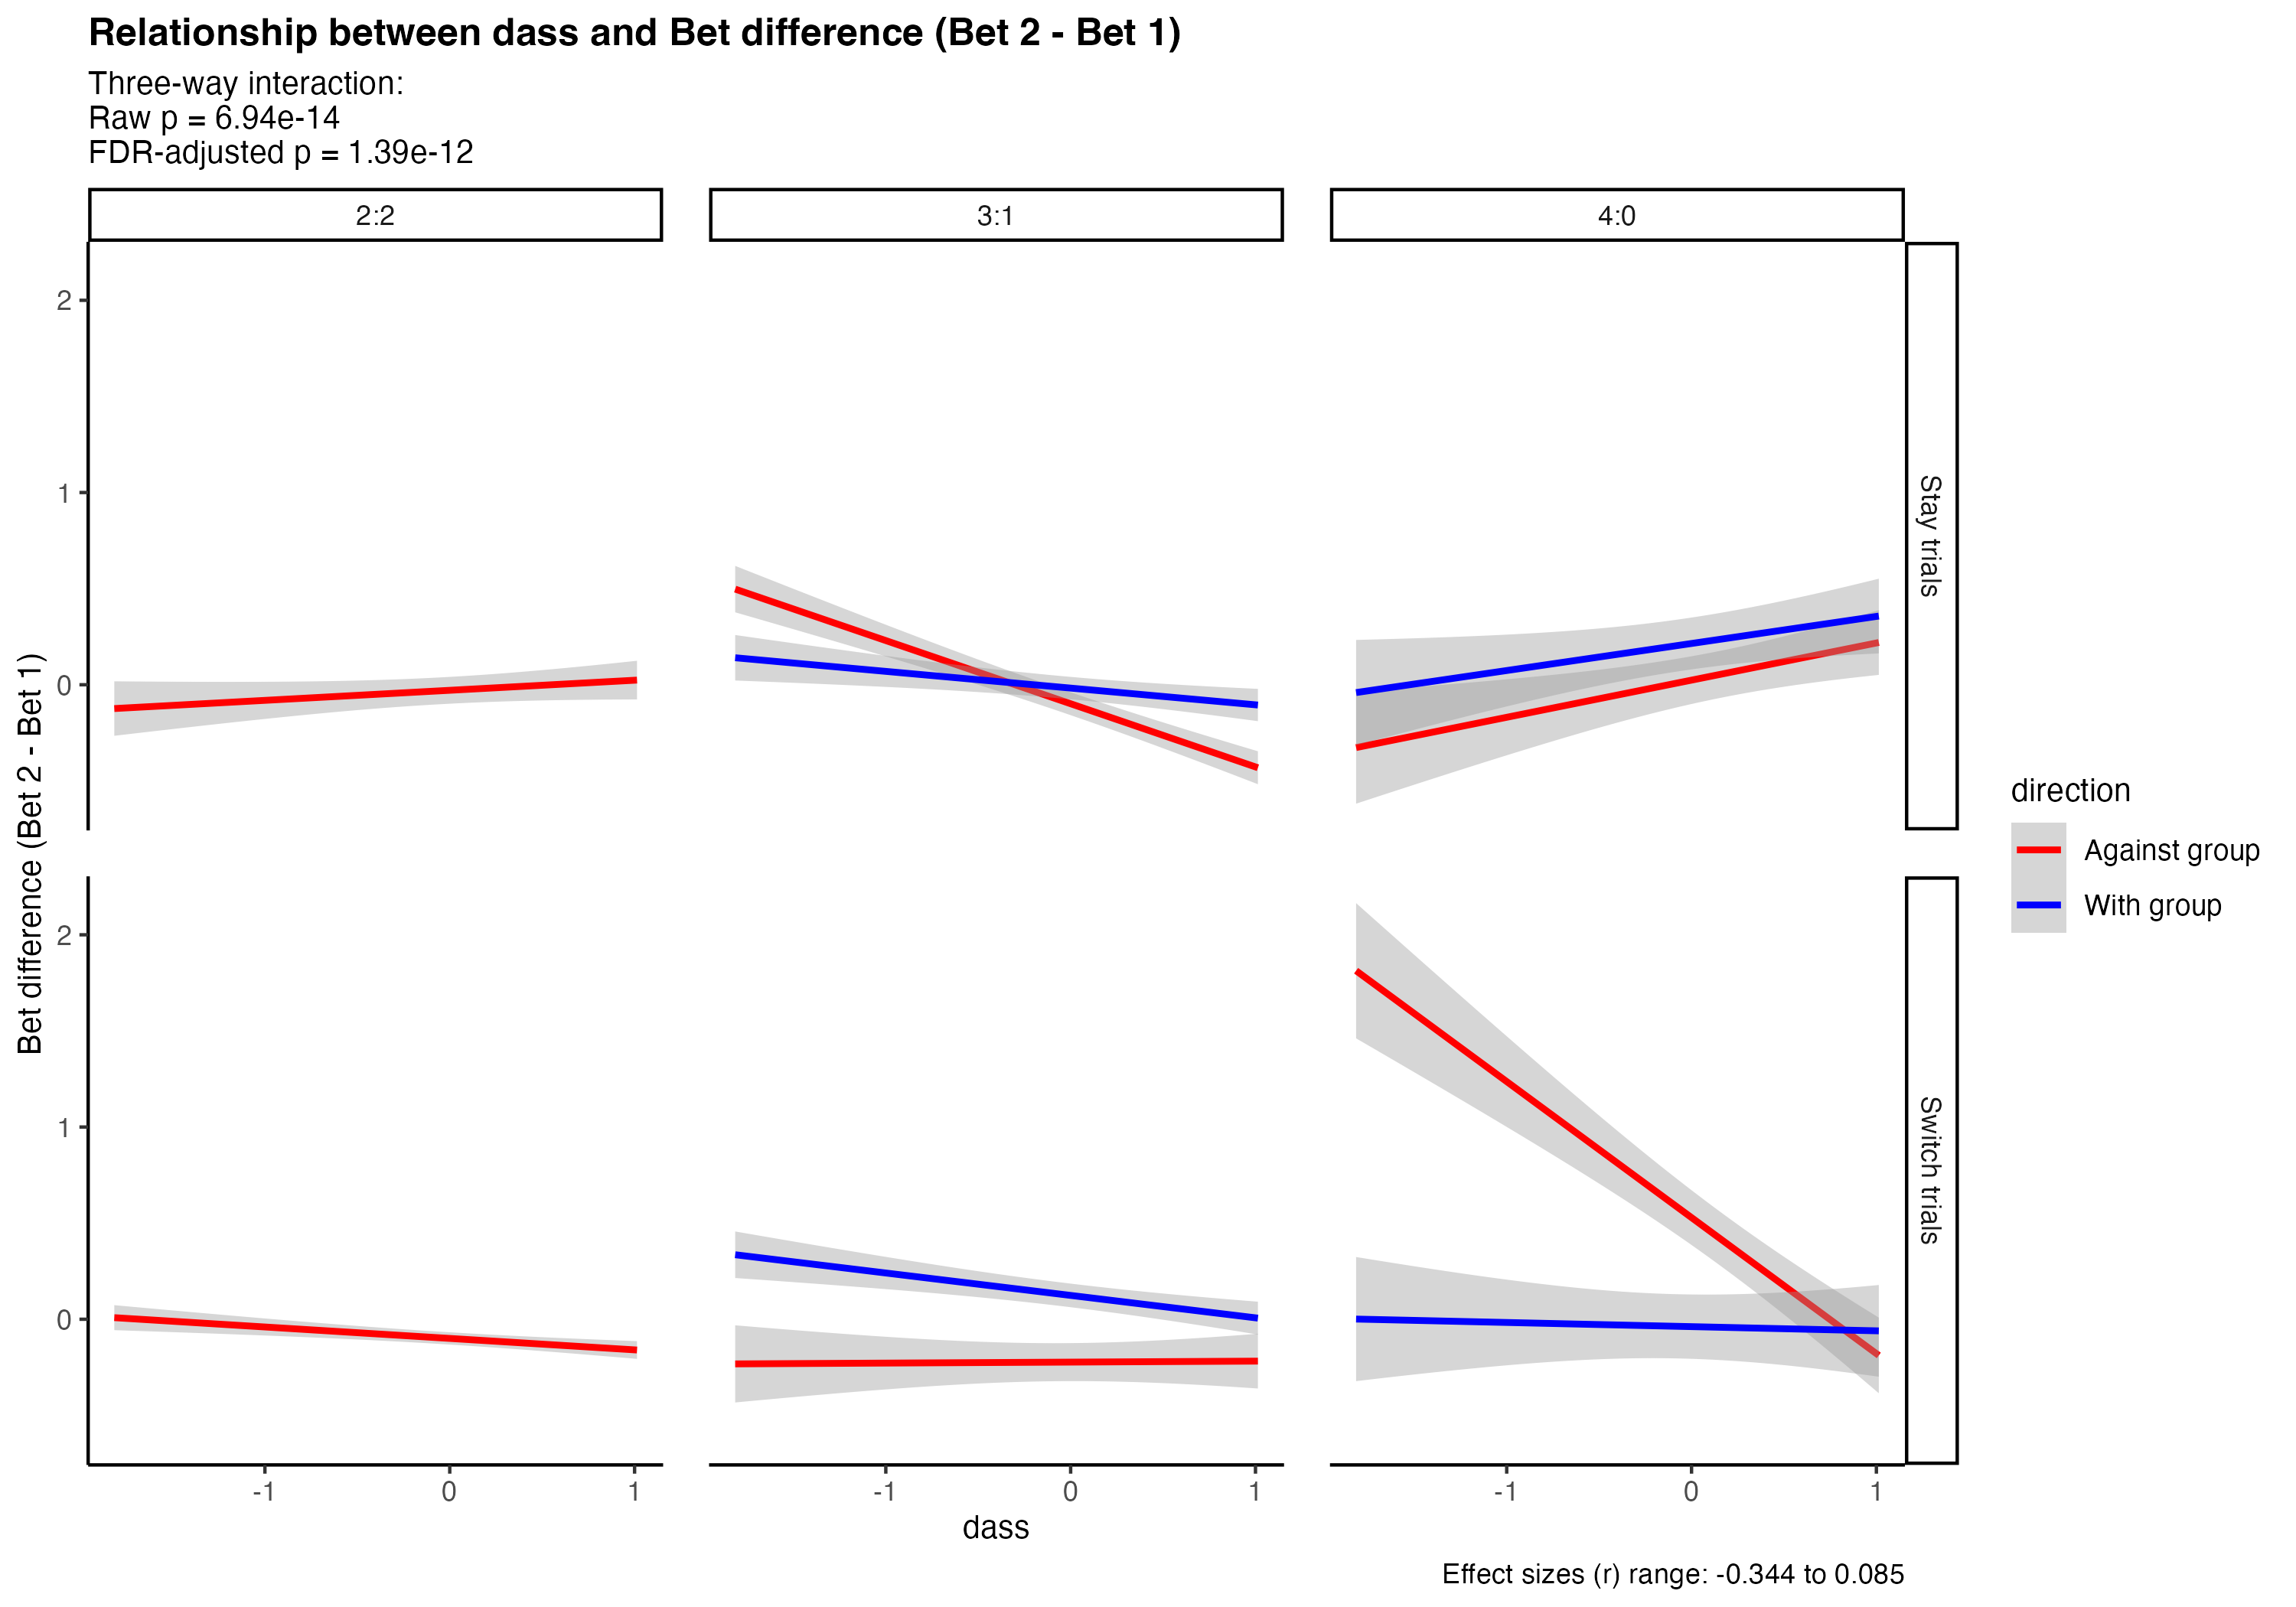 Relationship between dass and Bet difference (Bet 2 - Bet 1)
Three-way interaction:
Raw p = 6.94e-14
FDR-adjusted p = 1.39e-12
2:2
3:1
4:0
2
1
0
Stay trials
Bet difference (Bet 2 - Bet 1)
direction
Against group
With group
2
1
0
Switch trials
-1
0
1
-1
0
1
-1
0
1
dass
Effect sizes (r) range: -0.344 to 0.085